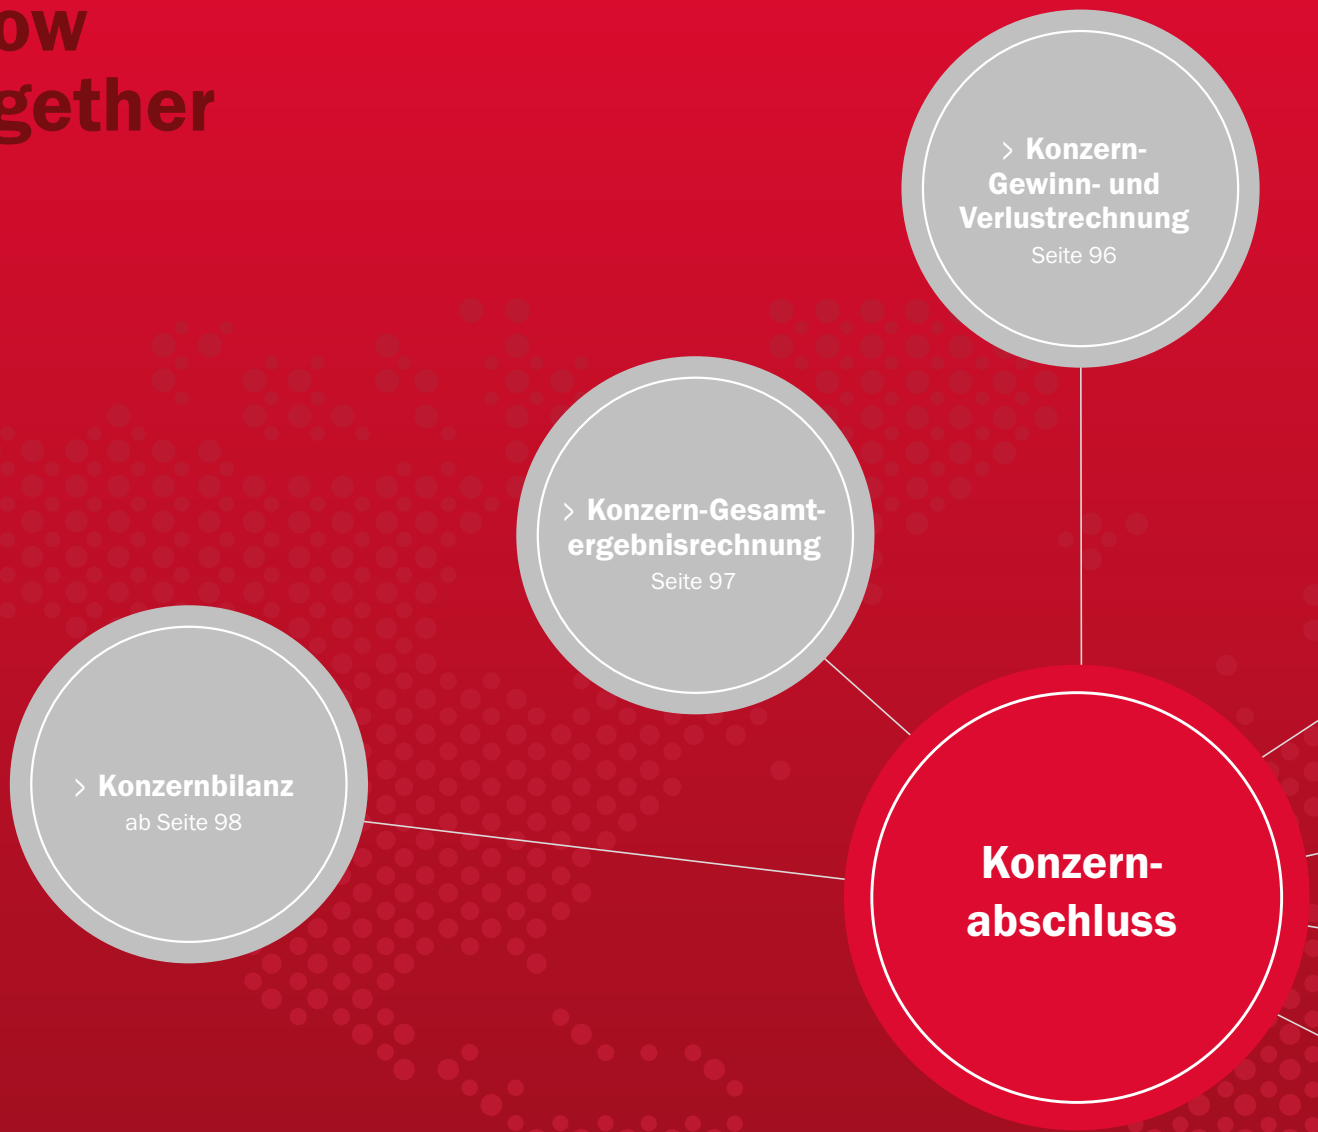 ow
gether
> Konzern-
Gewinn- und
Verlustrechnung
Seite 96
> Konzern-Gesamt-
ergebnisrechnung
Seite 97
> Konzernbilanz
ab Seite 98
Konzern-
abschluss